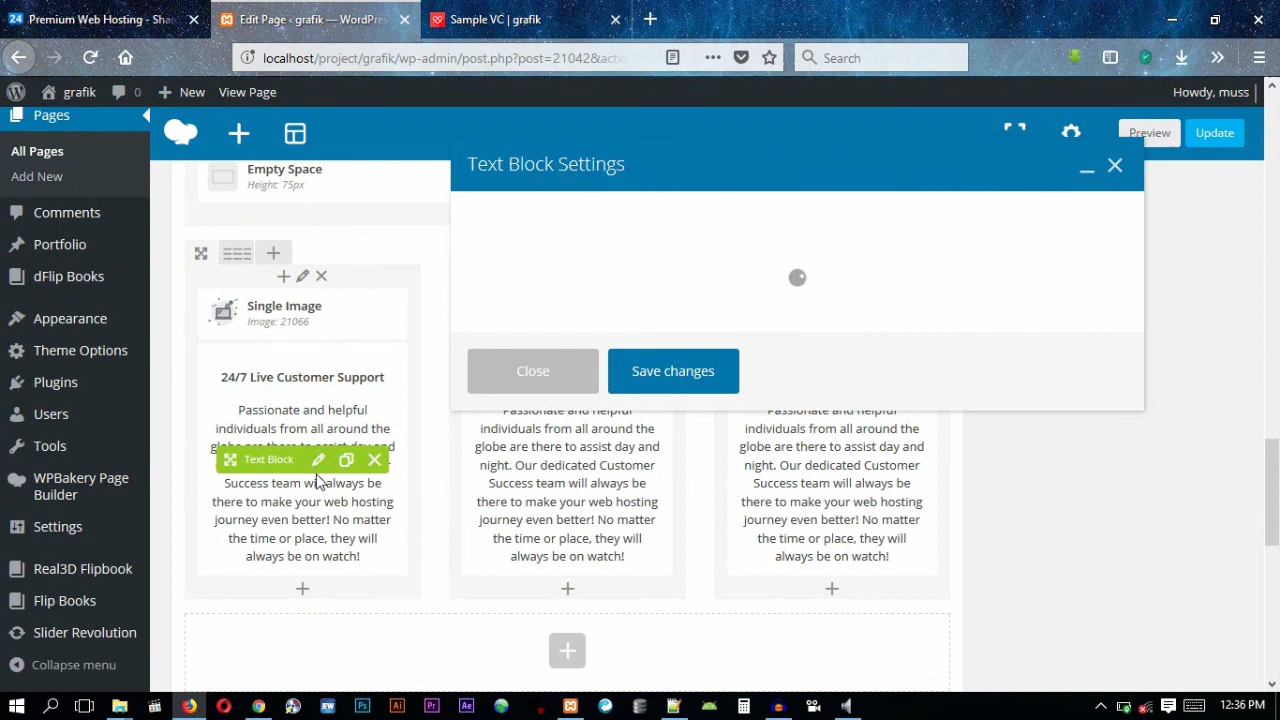 24 Premium Web Hosting - Sha
Edit Page ‹ grafik — WordPre
Sample VC | grafik
localhost/project/grafik/wp-admin/post.php?post=21042&acti
Search
grafik
0
New
View Page
Howdy, muss
Pages
All Pages
Add New
Comments
Portfolio
dFlip Books
Appearance
Theme Options
Plugins
Users
Tools
WPBakery Page
Builder
Settings
Real3D Flipbook
Flip Books
Slider Revolution
Collapse menu
Preview
Update
Empty Space
Height: 75px
Text Block Settings
Close
Save changes
Single Image
Image: 21066
24/7 Live Customer Support
Passionate and helpful
individuals from all around the
globe are there to assist day and
Text Block
Success team will always be
there to make your web hosting
journey even better! No matter
the time or place, they will
always be on watch!
Passionate and helpful
individuals from all around the
globe are there to assist day and
night. Our dedicated Customer
Success team will always be
there to make your web hosting
journey even better! No matter
the time or place, they will
always be on watch!
Passionate and helpful
individuals from all around the
globe are there to assist day and
night. Our dedicated Customer
Success team will always be
there to make your web hosting
journey even better! No matter
the time or place, they will
always be on watch!
EW
Ps
Ai
Pr
Ae
12:36 PM